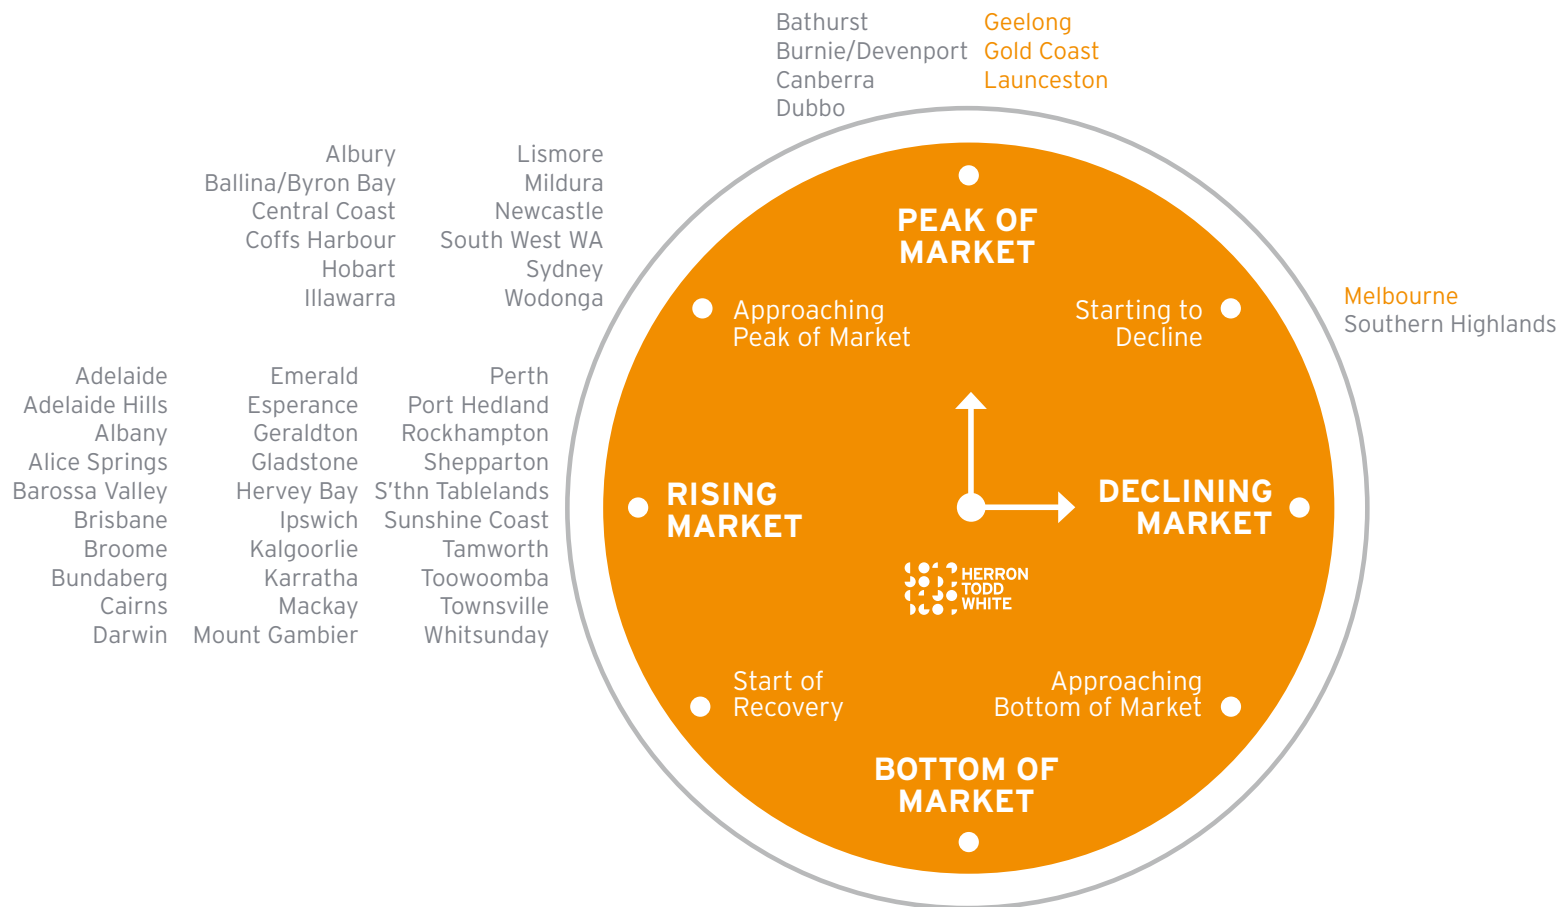 Bathurst
Burnie/Devenport
Canberra
Dubbo
Geelong
Gold Coast
Launceston
Albury
Ballina/Byron Bay
Central Coast
Coffs Harbour
Hobart
Illawarra
Lismore
Mildura
Newcastle
South West WA
Sydney
Wodonga
PEAK OF
MARKET
Approaching
Peak of Market
Starting to
Decline
Melbourne
Southern Highlands
Adelaide
Adelaide Hills
Albany
Alice Springs
Barossa Valley
Brisbane
Broome
Bundaberg
Cairns
Darwin
Emerald
Esperance
Geraldton
Gladstone
Hervey Bay
Ipswich
Kalgoorlie
Karratha
Mackay
Mount Gambier
Perth
Port Hedland
Rockhampton
Shepparton
S'thn Tablelands
Sunshine Coast
Tamworth
Toowoomba
Townsville
Whitsunday
RISING
MARKET
DECLINING
MARKET
HERRON
TODD
WHITE
Start of
Recovery
Approaching
Bottom of Market
BOTTOM OF
MARKET